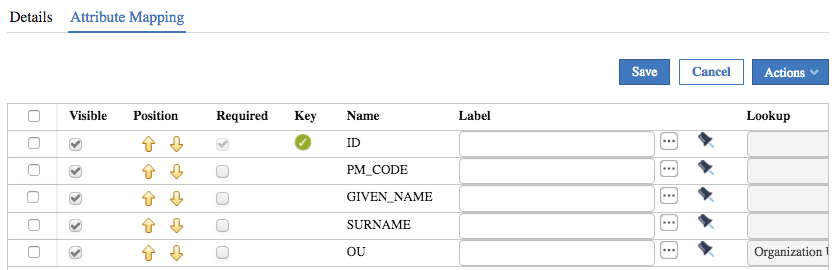 Details Attribute Mapping
Save Cancel Actions
Visible Position Required Key Name Label Lookup
ID
PM_CODE
GIVEN_NAME
SURNAME
OU Organization